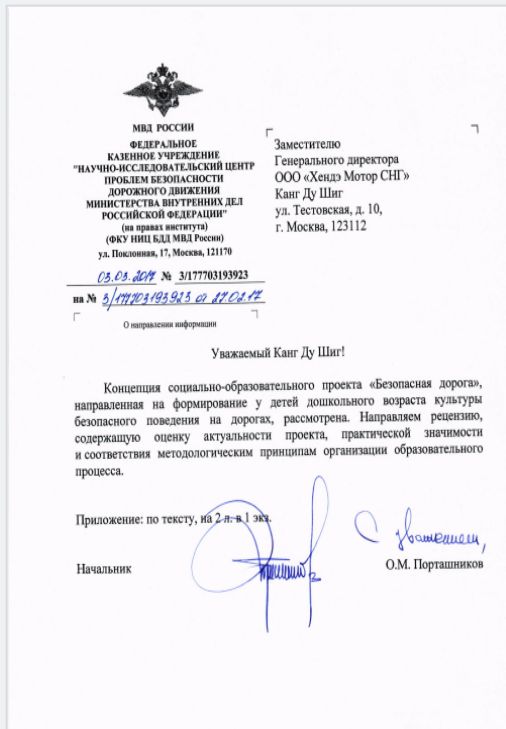 МВД РОССИИ
ФЕДЕРАЛЬНОЕ
КАЗЕННОЕ УЧРЕЖДЕНИЕ
"НАУЧНО-ИССЛЕДОВАТЕЛЬСКИЙ ЦЕНТР
ПРОБЛЕМ БЕЗОПАСНОСТИ
ДОРОЖНОГО ДВИЖЕНИЯ
МИНИСТЕРСТВА ВНУТРЕННИХ ДЕЛ
РОССИЙСКОЙ ФЕДЕРАЦИИ"
(на правах института)
(ФКУ НИЦ БДД МВД России)
ул. Поклонная, 17, Москва, 121170
03.03.2017 № 3/177703193923
на № 3/177703193923 от 27.02.17
О направлении информации
Заместителю
Генерального директора
ООО «Хендэ Мотор СНГ»
Канг Ду Шиг
ул. Тестовская, д. 10,
г. Москва, 123112
Уважаемый Канг Ду Шиг!
Концепция социально-образовательного проекта «Безопасная дорога»,
направленная на формирование у детей дошкольного возраста культуры
безопасного поведения на дорогах, рассмотрена. Направляем рецензию,
содержащую оценку актуальности проекта, практической значимости
и соответствия методологическим принципам организации образовательного
процесса.
Приложение: по тексту, на 2 л. в 1 экз.
С уважением,
Начальник
О.М. Порташников